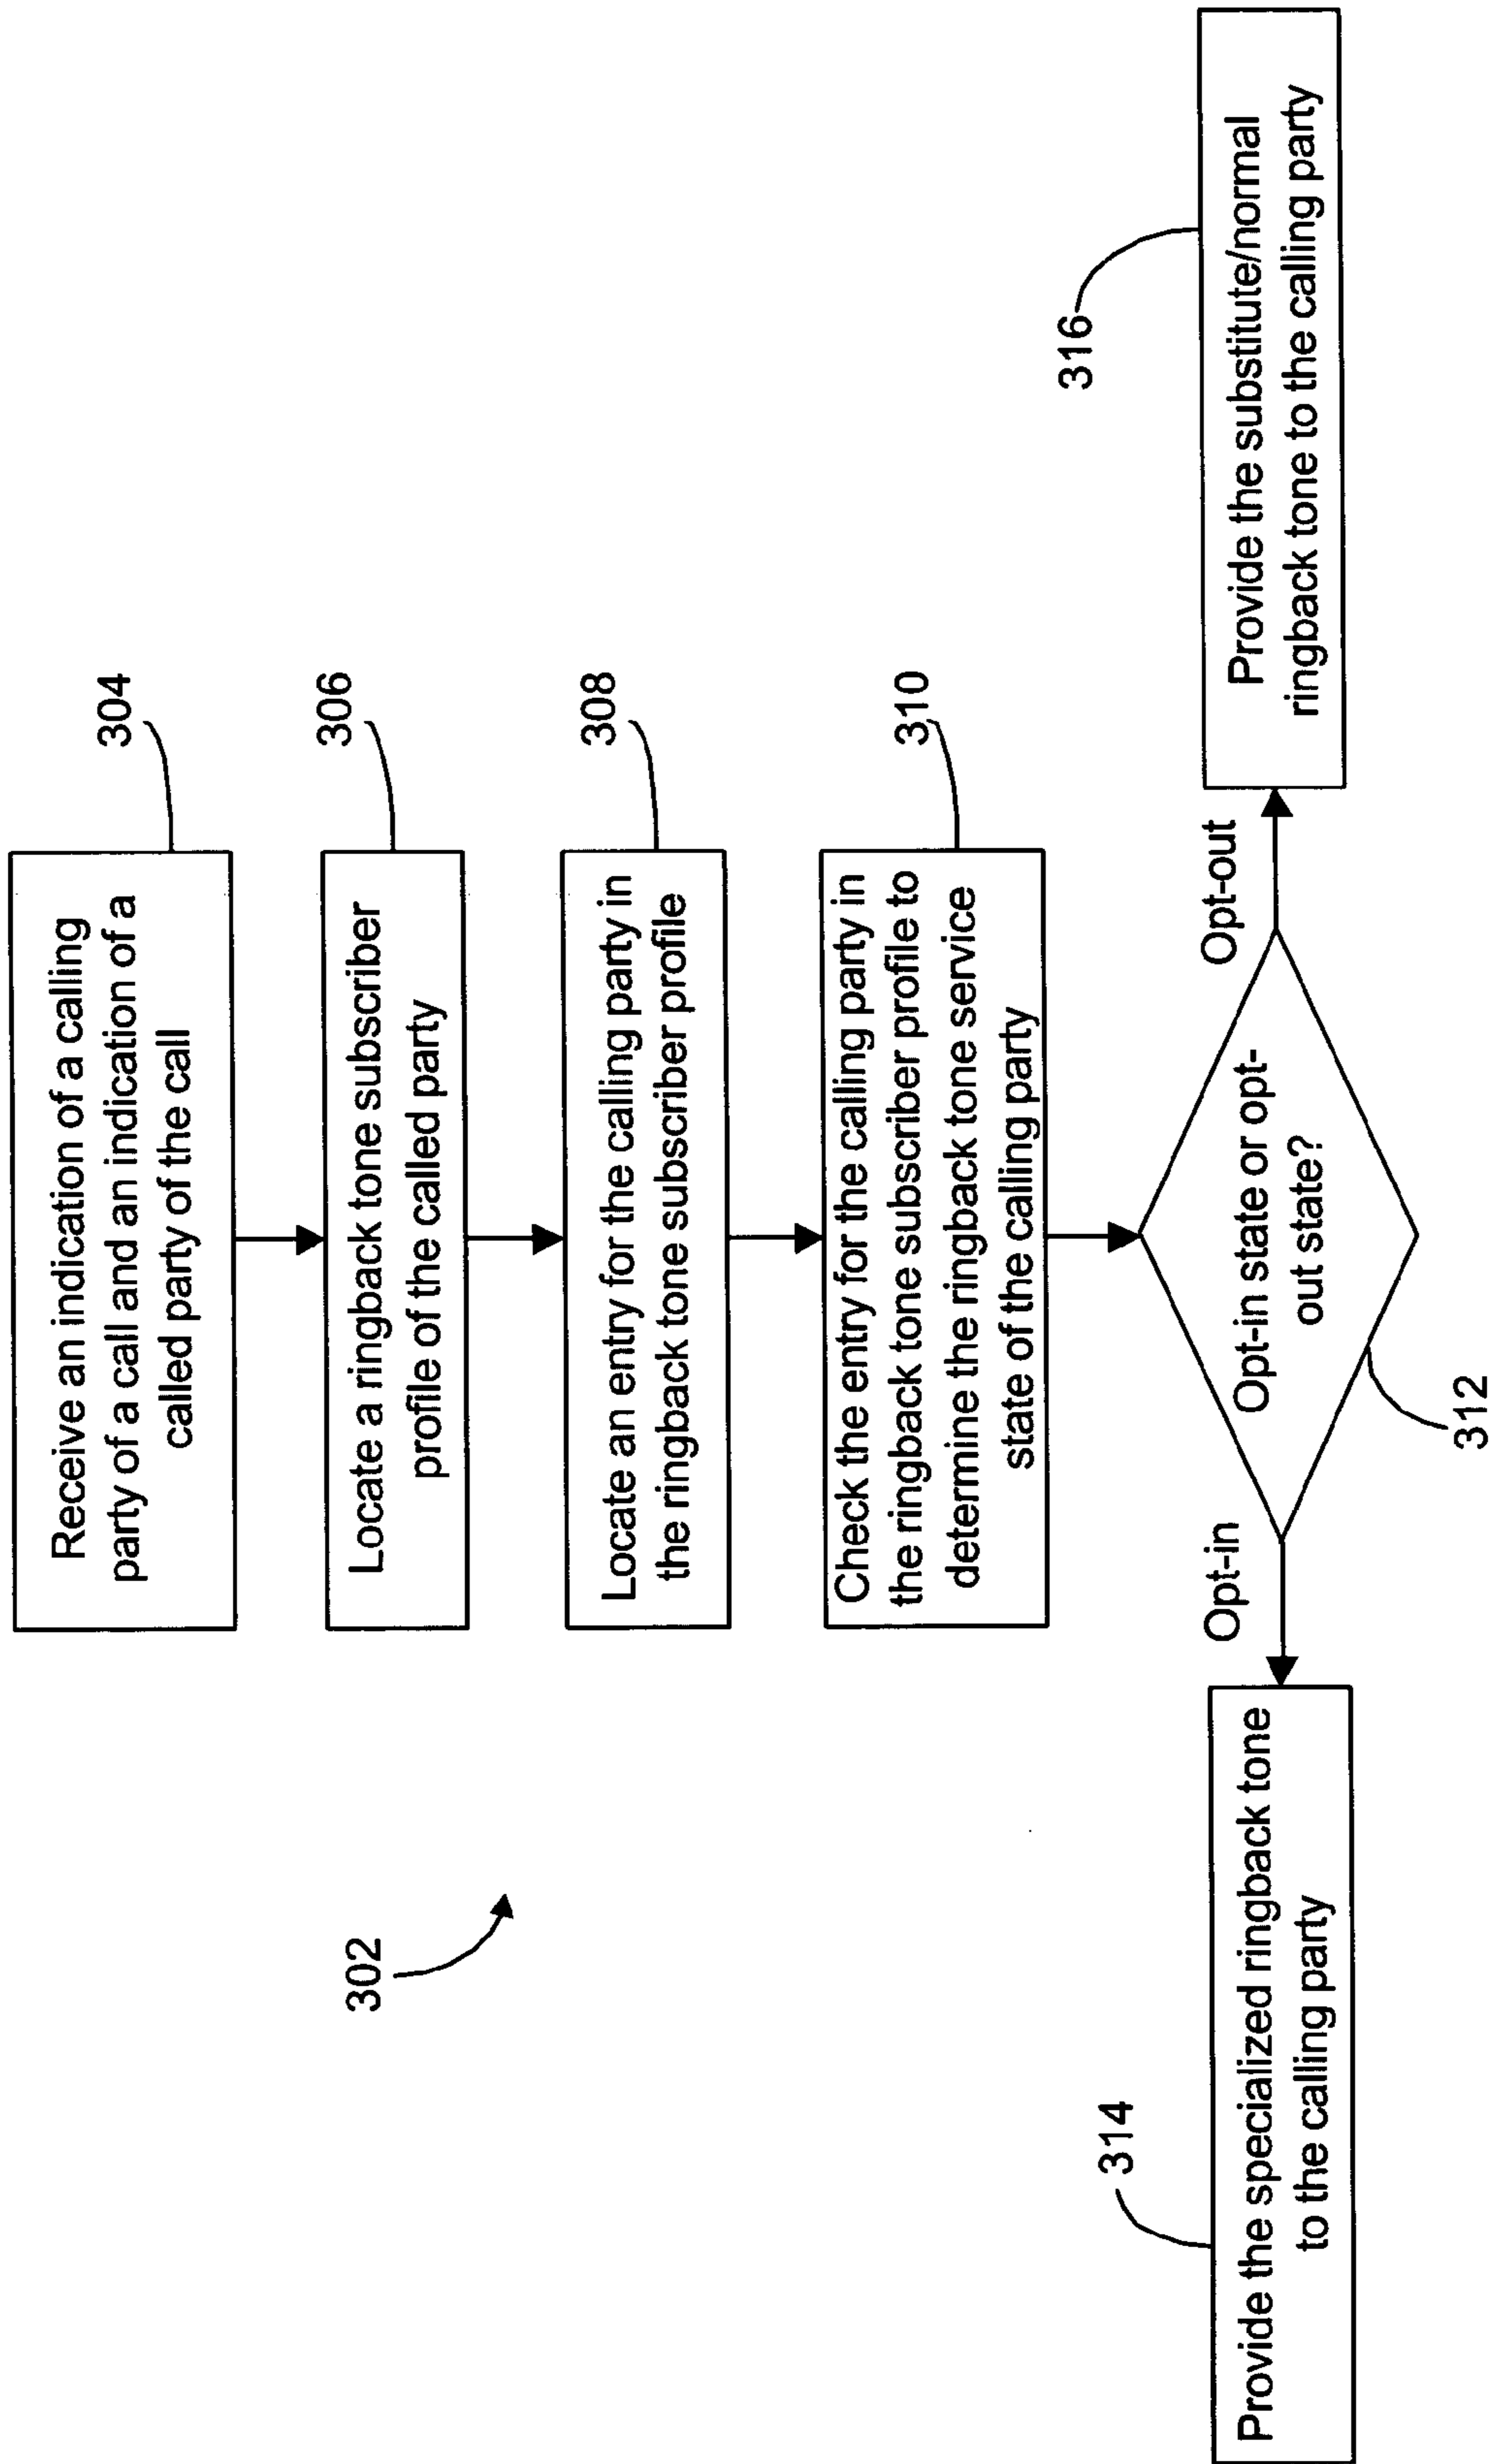 302
304
Receive an indication of a calling
party of a call and an indication of a
called party of the call
306
Locate a ringback tone subscriber
profile of the called party
308
Locate an entry for the calling party in
the ringback tone subscriber profile
310
Check the entry for the calling party in
the ringback tone subscriber profile to
determine the ringback tone service
state of the calling party
Opt-in state or opt-
out state?
312
Opt-in
Opt-out
314
Provide the specialized ringback tone
to the calling party
316
Provide the substitute/normal
ringback tone to the calling party